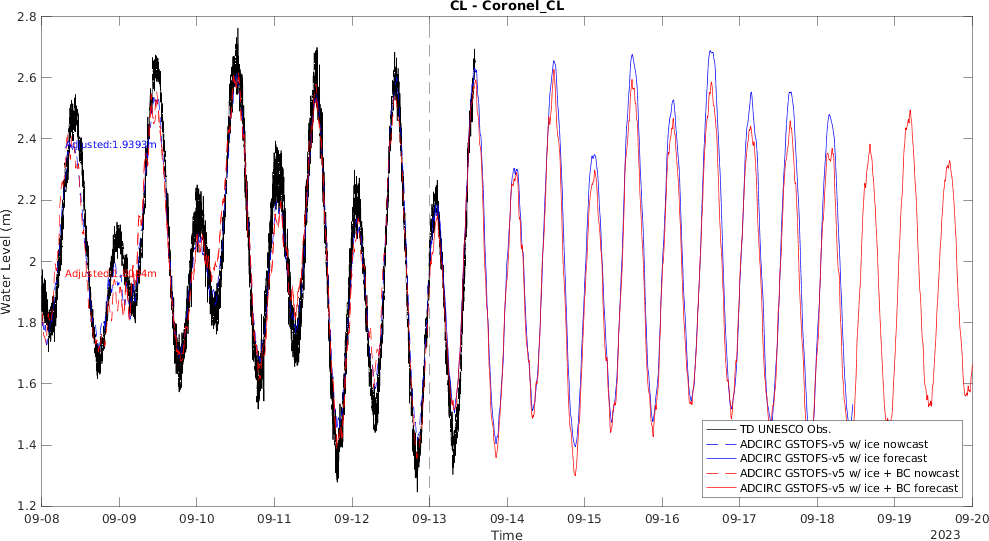 CL - Coronel_CL
2.8
2.6
2.4
2.2
2
1.8
1.6
1.4
1.2
Water Level (m)
Adjusted:1.9393m
TD UNESCO Obs.
ADCIRC GSTOFS-v5 w/ ice nowcast
ADCIRC GSTOFS-v5 w/ ice forecast
ADCIRC GSTOFS-v5 w/ ice + BC nowcast
ADCIRC GSTOFS-v5 w/ ice + BC forecast
09-08 09-09 09-10 09-11 09-12 09-13 09-14 09-15 09-16 09-17 09-18 09-19 09-20
Time
2023